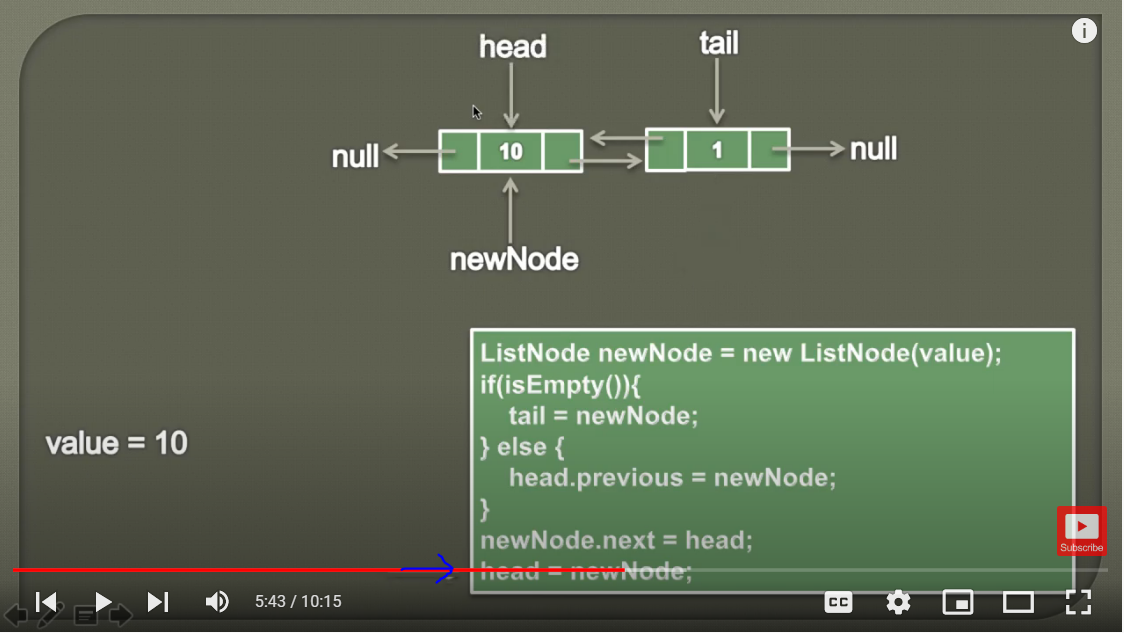 head
tail
null
10
1
null
newNode
ListNode newNode = new ListNode(value);
if(isEmpty()){
tail = newNode;
} else {
head.previous = newNode;
}
newNode.next = head;
head = newNode;
value = 10
Subscribe
5:43 / 10:15
CC
i